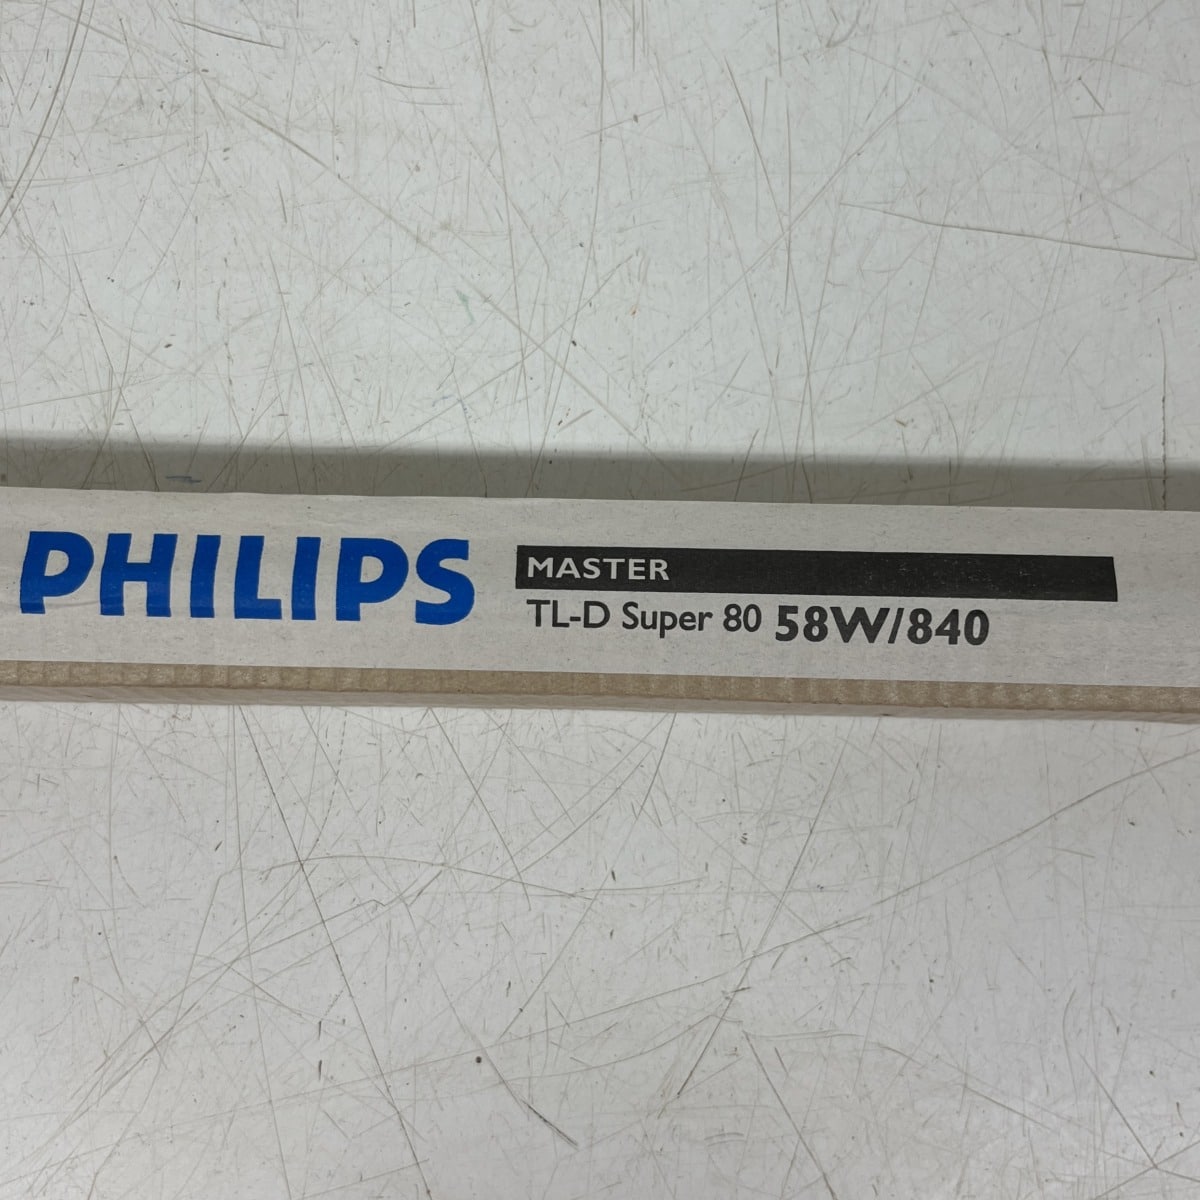 PHILIPS
MASTER
TL-D Super 80 58W/840